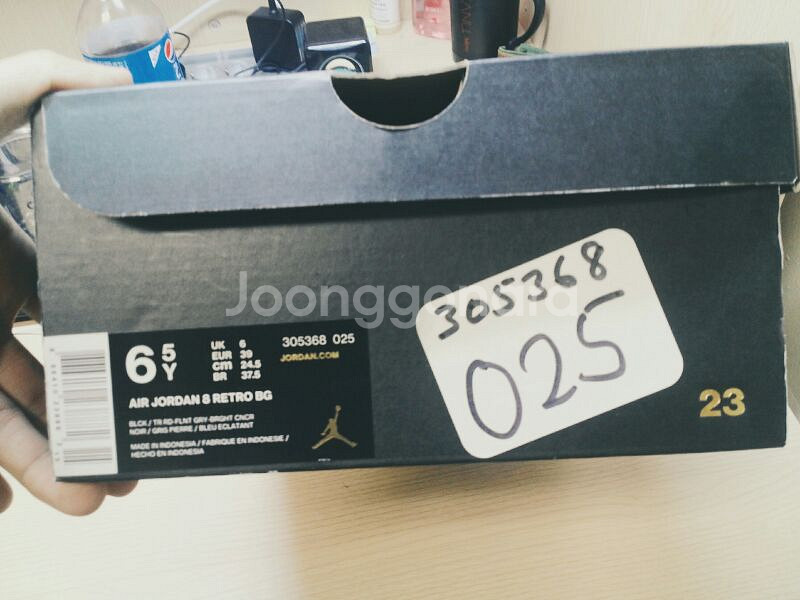 Joonggonara
305368
025
6 5Y
UK 6
EUR 39
cm 24.5
BR 37.5
305368 025
JORDAN.COM
AIR JORDAN 8 RETRO BG
BLCK / TR RD-FLNT GRY-BRGHT CNCR
NOIR / GRIS PIERRE / BLEU ECLATANT
MADE IN INDONESIA / FABRIQUE EN INDONESIE /
HECHO EN INDONESIA
23